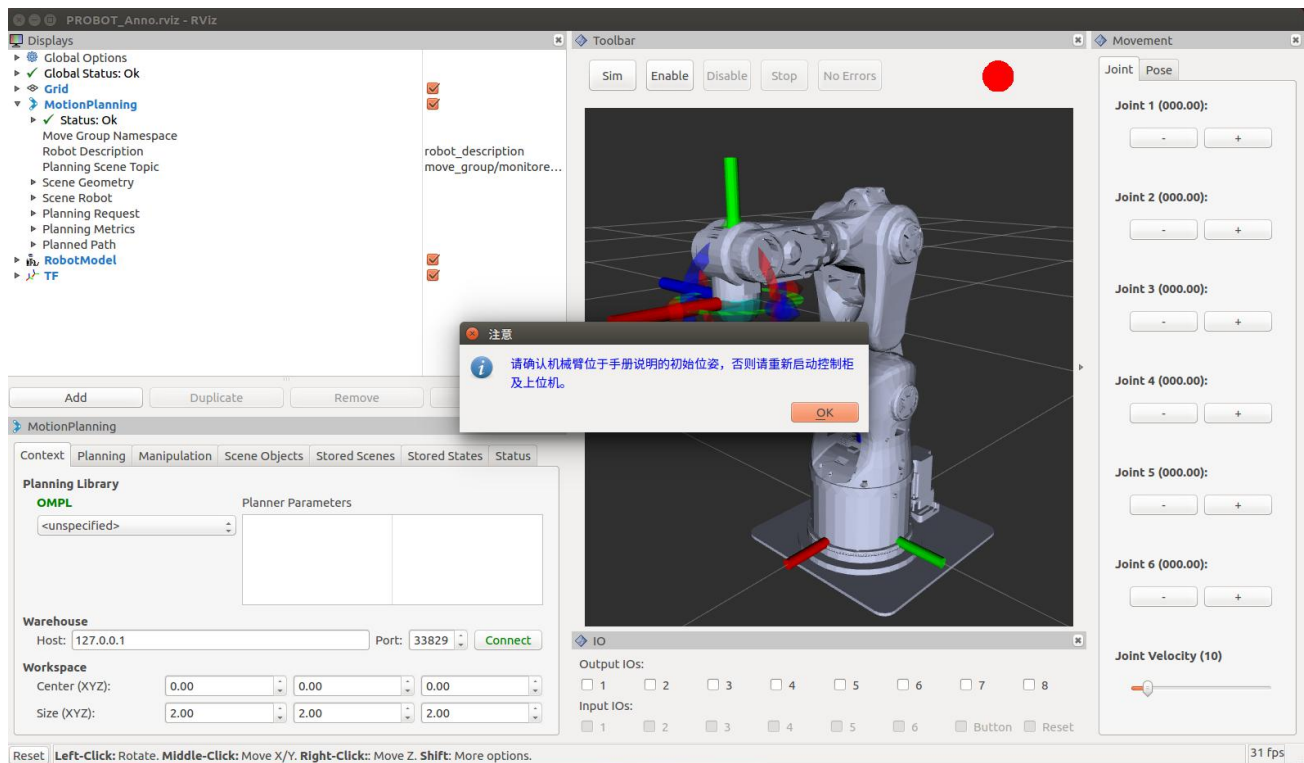 PROBOT_Anno.rviz - RViz
Displays
Global Options
Global Status: Ok
Grid
MotionPlanning
Status: Ok
Move Group Namespace
Robot Description robot_description
Planning Scene Topic move_group/monitore...
Scene Geometry
Scene Robot
Planning Request
Planning Metrics
Planned Path
RobotModel
TF
Add Duplicate Remove
MotionPlanning
Context Planning Manipulation Scene Objects Stored Scenes Stored States Status
Planning Library
OMPL Planner Parameters
<unspecified>
Warehouse
Host: 127.0.0.1 Port: 33829 Connect
Workspace
Center (XYZ): 0.00 0.00 0.00
Size (XYZ): 2.00 2.00 2.00
Toolbar
Sim Enable Disable Stop No Errors
注意
请确认机械臂位于手册说明的初始位姿，否则请重新启动控制柜
及上位机。
OK
IO
Output IOs:
1 2 3 4 5 6 7 8
Input IOs:
1 2 3 4 5 6 Button Reset
Movement
Joint Pose
Joint 1 (000.00):
- +
Joint 2 (000.00):
- +
Joint 3 (000.00):
- +
Joint 4 (000.00):
- +
Joint 5 (000.00):
- +
Joint 6 (000.00):
- +
Joint Velocity (10)
Reset Left-Click: Rotate. Middle-Click: Move X/Y. Right-Click:: Move Z. Shift: More options.
31 fps